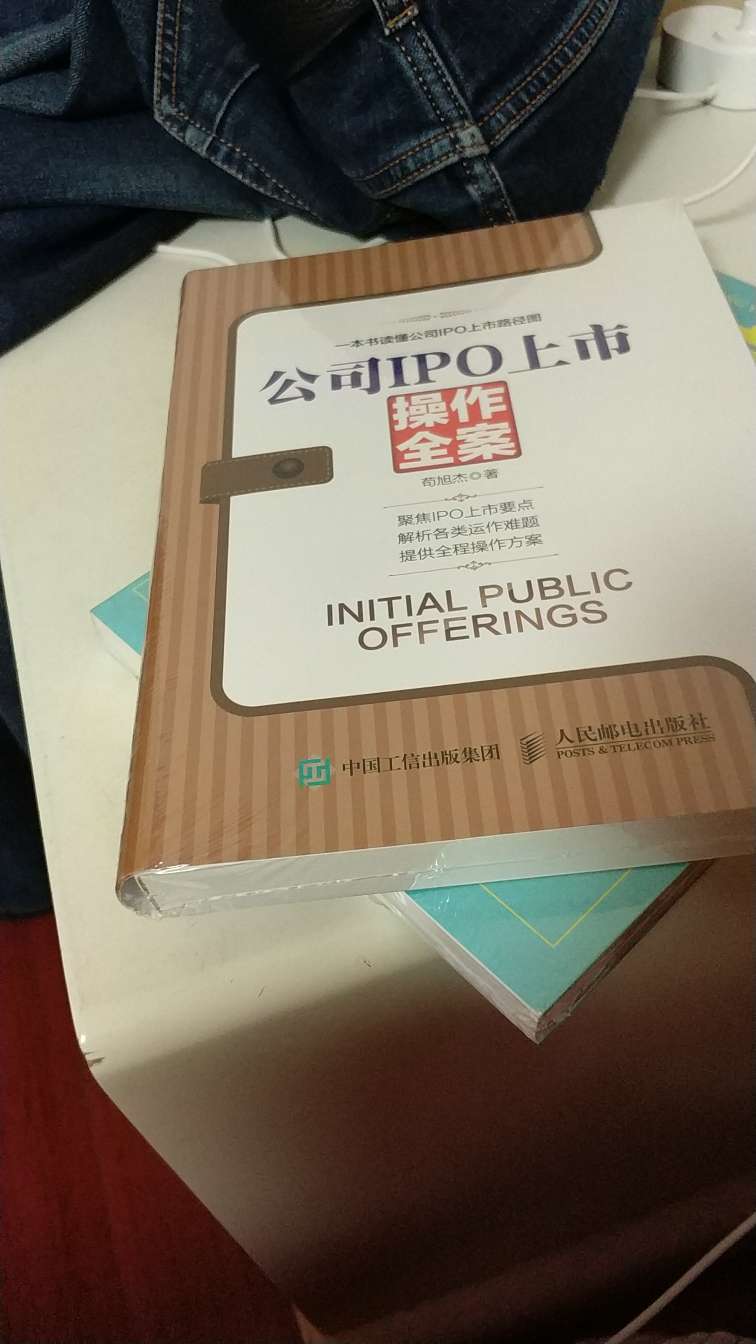 一本书读懂公司IPO上市路径图
公司IPO上市
操作
全案
苟旭杰◎著
聚焦IPO上市要点
解析各类运作难题
提供全程操作方案
INITIAL PUBLIC
OFFERINGS
中国工信出版集团
人民邮电出版社
POSTS & TELECOM PRESS